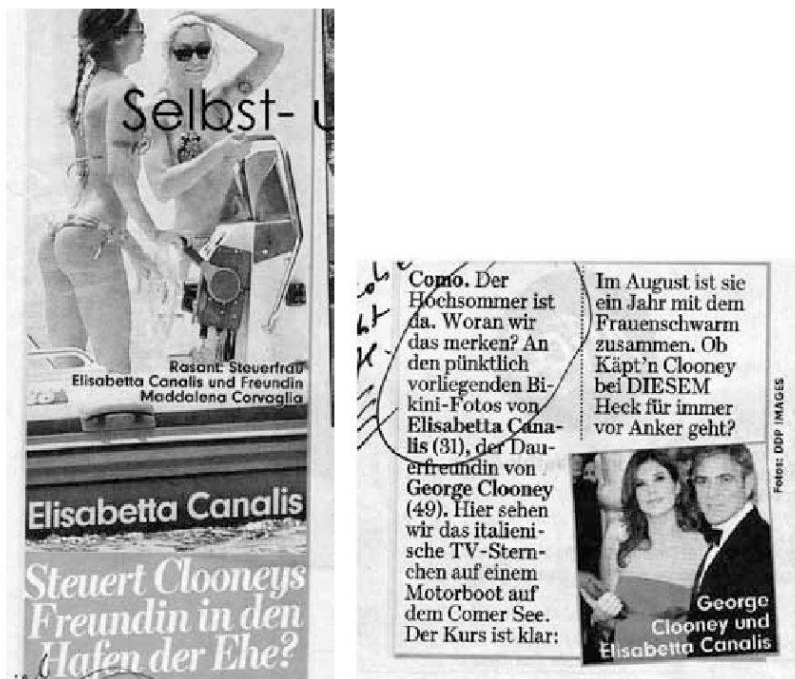 Selbst- u
Rasant: Steuerfrau
Elisabetta Canalis und Freundin
Maddalena Corvaglia
Elisabetta Canalis
Steuert Clooneys
Freundin in den
Hafen der Ehe?
Como. Der
Hochsommer ist
da. Woran wir
das merken? An
den pünktlich
vorliegenden Bi-
kini-Fotos von
Elisabetta Cana-
lis (31), der Dau-
erfreundin von
George Clooney
(49). Hier sehen
wir das italieni-
sche TV-Stern-
chen auf einem
Motorboot auf
dem Comer See.
Der Kurs ist klar:
Im August ist sie
ein Jahr mit dem
Frauenschwarm
zusammen. Ob
Käpt'n Clooney
bei DIESEM
Heck für immer
vor Anker geht?
Fotos: DDP IMAGES
George
Clooney und
Elisabetta Canalis